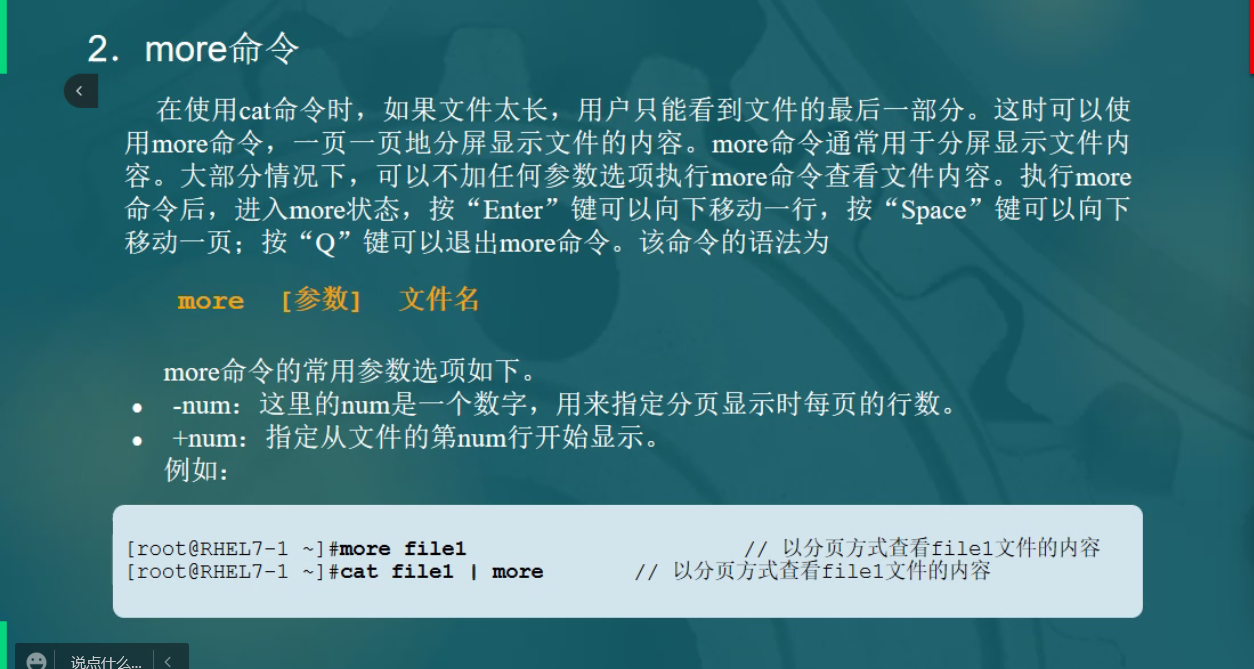 2．more命令
在使用cat命令时，如果文件太长，用户只能看到文件的最后一部分。这时可以使
用more命令，一页一页地分屏显示文件的内容。more命令通常用于分屏显示文件内
容。大部分情况下，可以不加任何参数选项执行more命令查看文件内容。执行more
命令后，进入more状态，按“Enter”键可以向下移动一行，按“Space”键可以向下
移动一页；按“Q”键可以退出more命令。该命令的语法为
more [参数] 文件名
more命令的常用参数选项如下。
● -num：这里的num是一个数字，用来指定分页显示时每页的行数。
● +num：指定从文件的第num行开始显示。
例如：
[root@RHEL7-1 ~]#more file1 // 以分页方式查看file1文件的内容
[root@RHEL7-1 ~]#cat file1 | more // 以分页方式查看file1文件的内容
说点什么...